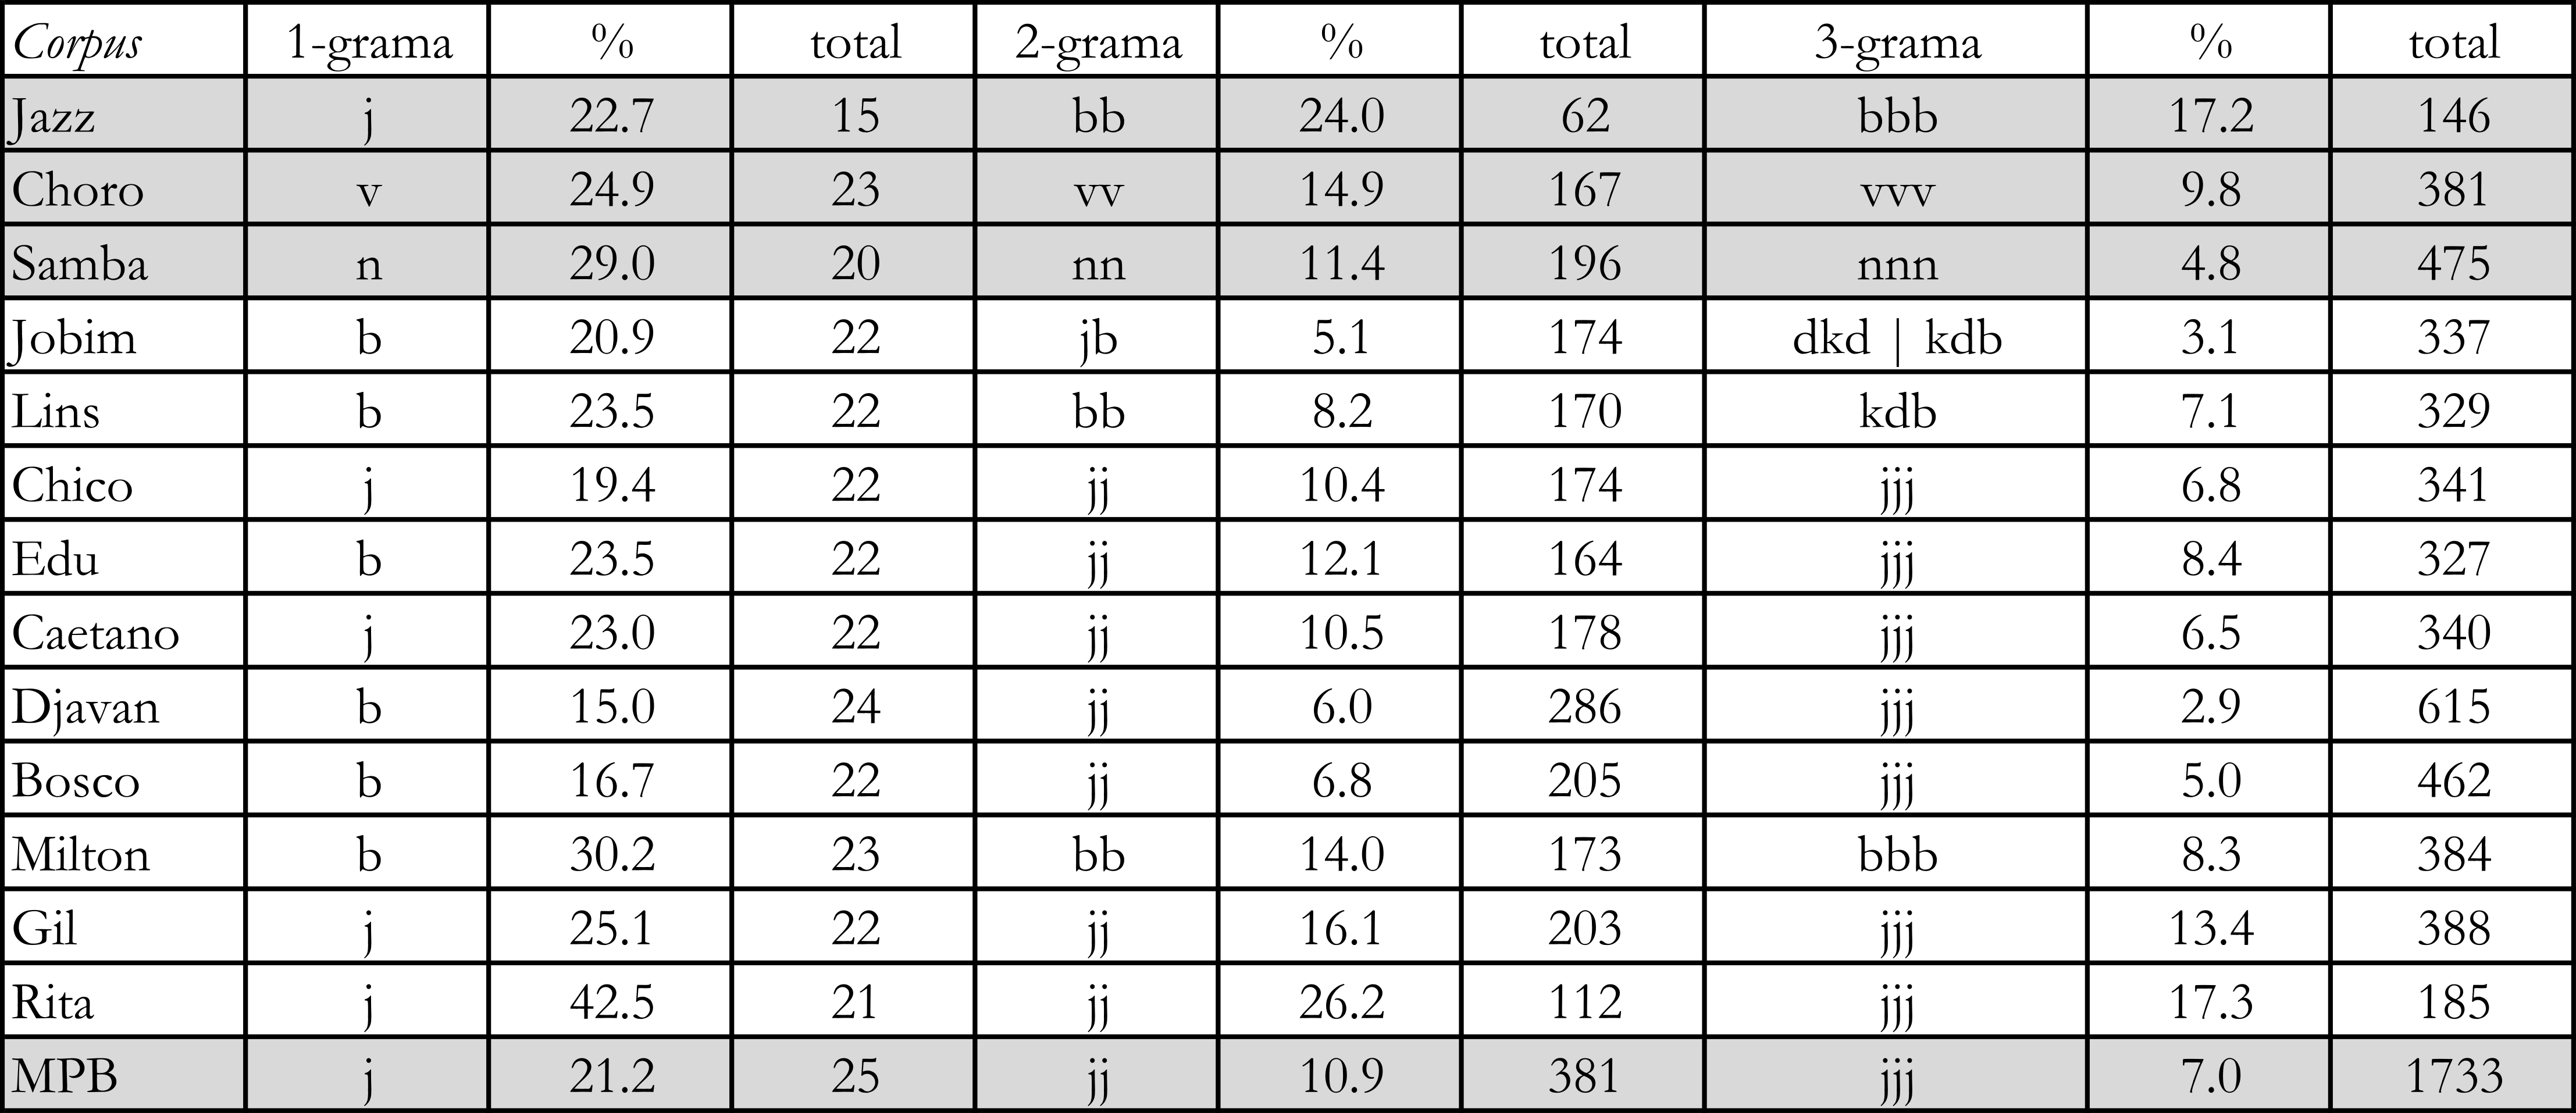 Corpus 1-grama % total 2-grama % total 3-grama % total
Jazz j 22.7 15 bb 24.0 62 bbb 17.2 146
Choro v 24.9 23 vv 14.9 167 vvv 9.8 381
Samba n 29.0 20 nn 11.4 196 nnn 4.8 475
Jobim b 20.9 22 jb 5.1 174 dkd | kdb 3.1 337
Lins b 23.5 22 bb 8.2 170 kdb 7.1 329
Chico j 19.4 22 jj 10.4 174 jjj 6.8 341
Edu b 23.5 22 jj 12.1 164 jjj 8.4 327
Caetano j 23.0 22 jj 10.5 178 jjj 6.5 340
Djavan b 15.0 24 jj 6.0 286 jjj 2.9 615
Bosco b 16.7 22 jj 6.8 205 jjj 5.0 462
Milton b 30.2 23 bb 14.0 173 bbb 8.3 384
Gil j 25.1 22 jj 16.1 203 jjj 13.4 388
Rita j 42.5 21 jj 26.2 112 jjj 17.3 185
MPB j 21.2 25 jj 10.9 381 jjj 7.0 1733